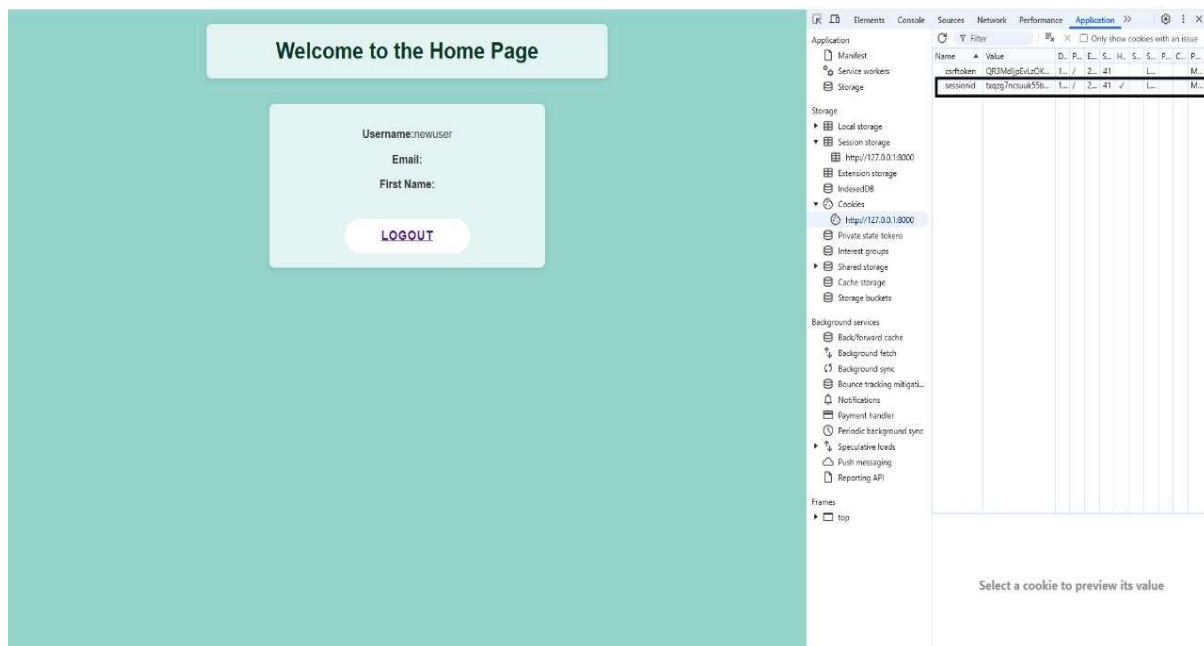 Welcome to the Home Page
Username:newuser
Email:
First Name:
LOGOUT
Elements Console Sources Network Performance Application
Application
Manifest
Service workers
Storage
Storage
Local storage
Session storage
http://127.0.0.1:8000
Extension storage
IndexedDB
Cookies
http://127.0.0.1:8000
Private state tokens
Interest groups
Shared storage
Cache storage
Storage buckets
Background services
Back/forward cache
Background fetch
Background sync
Bounce tracking mitigati...
Notifications
Payment handler
Periodic background sync
Speculative loads
Push messaging
Reporting API
Frames
top
Filter Only show cookies with an issue
Name Value D.. P... E... S... H.. S... S... P... C... P...
csrftoken 1... / 2... 41 L... M...
sessionid 1... / 2... 41 ✓ L... M...
Select a cookie to preview its value